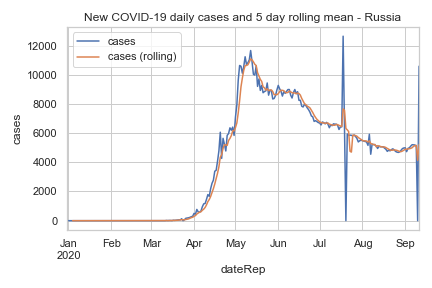 New COVID-19 daily cases and 5 day rolling mean - Russia
cases
cases (rolling)
12000
10000
8000
6000
4000
2000
0
cases
Jan Feb Mar Apr May Jun Jul Aug Sep
2020
dateRep